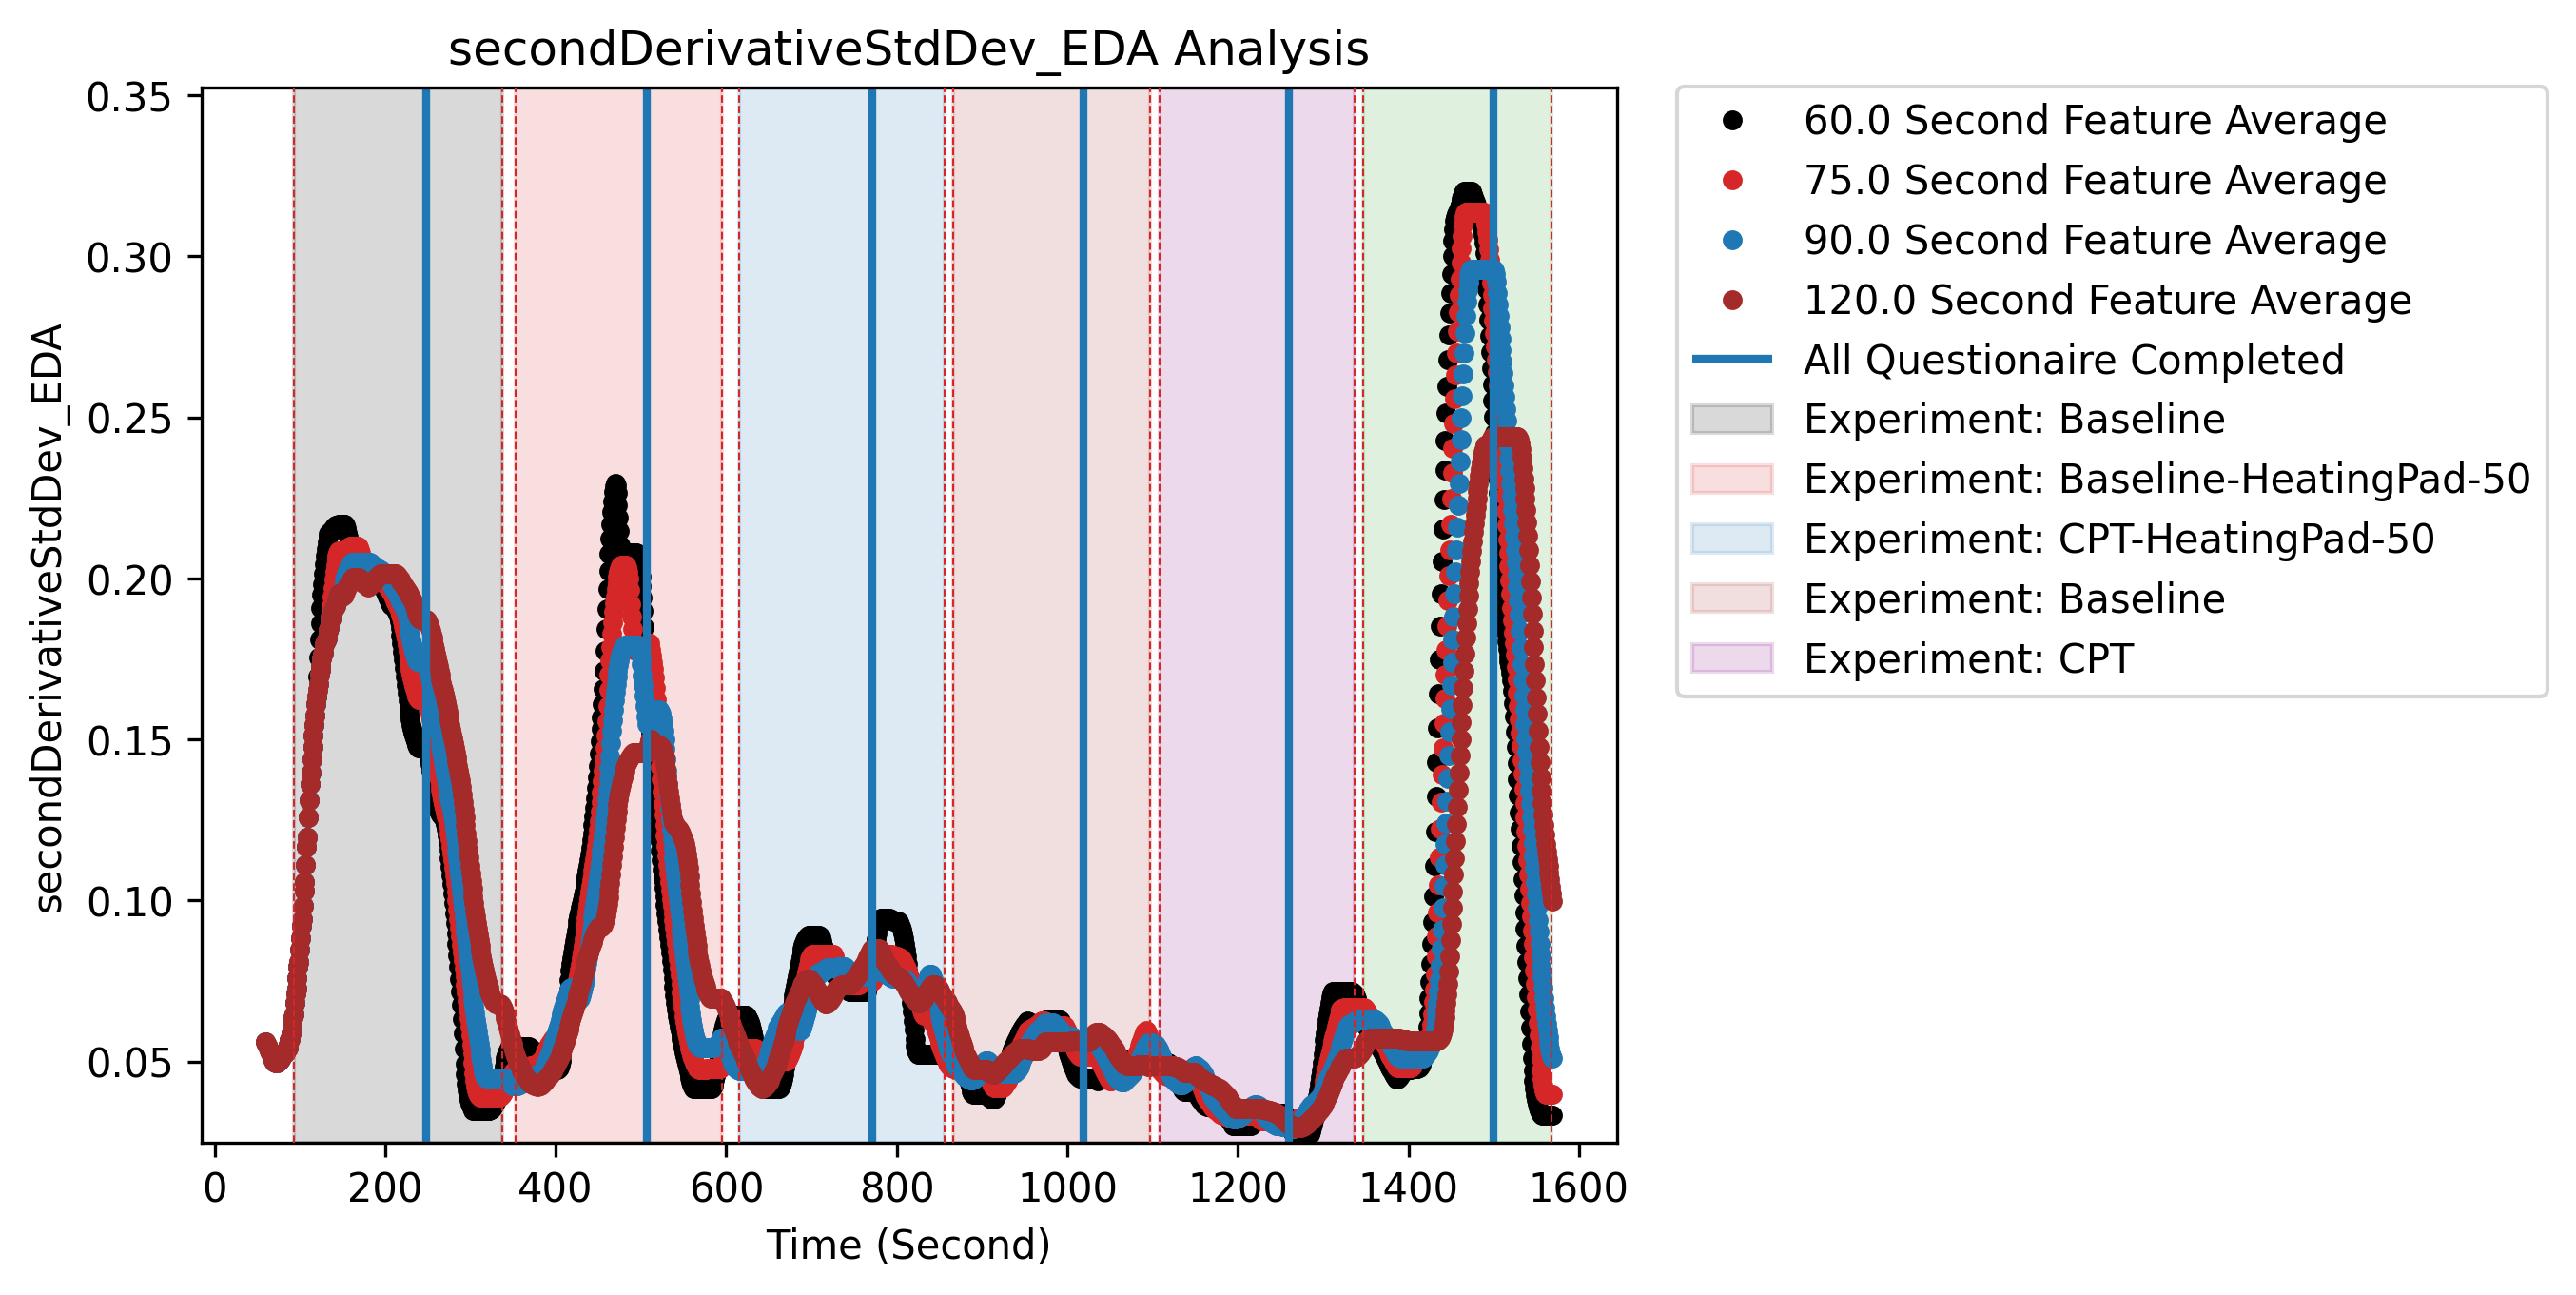 secondDerivativeStdDev_EDA Analysis
secondDerivativeStdDev_EDA
0.35
0.30
0.25
0.20
0.15
0.10
0.05
0 200 400 600 800 1000 1200 1400 1600
Time (Second)
60.0 Second Feature Average
75.0 Second Feature Average
90.0 Second Feature Average
120.0 Second Feature Average
All Questionaire Completed
Experiment: Baseline
Experiment: Baseline-HeatingPad-50
Experiment: CPT-HeatingPad-50
Experiment: Baseline
Experiment: CPT